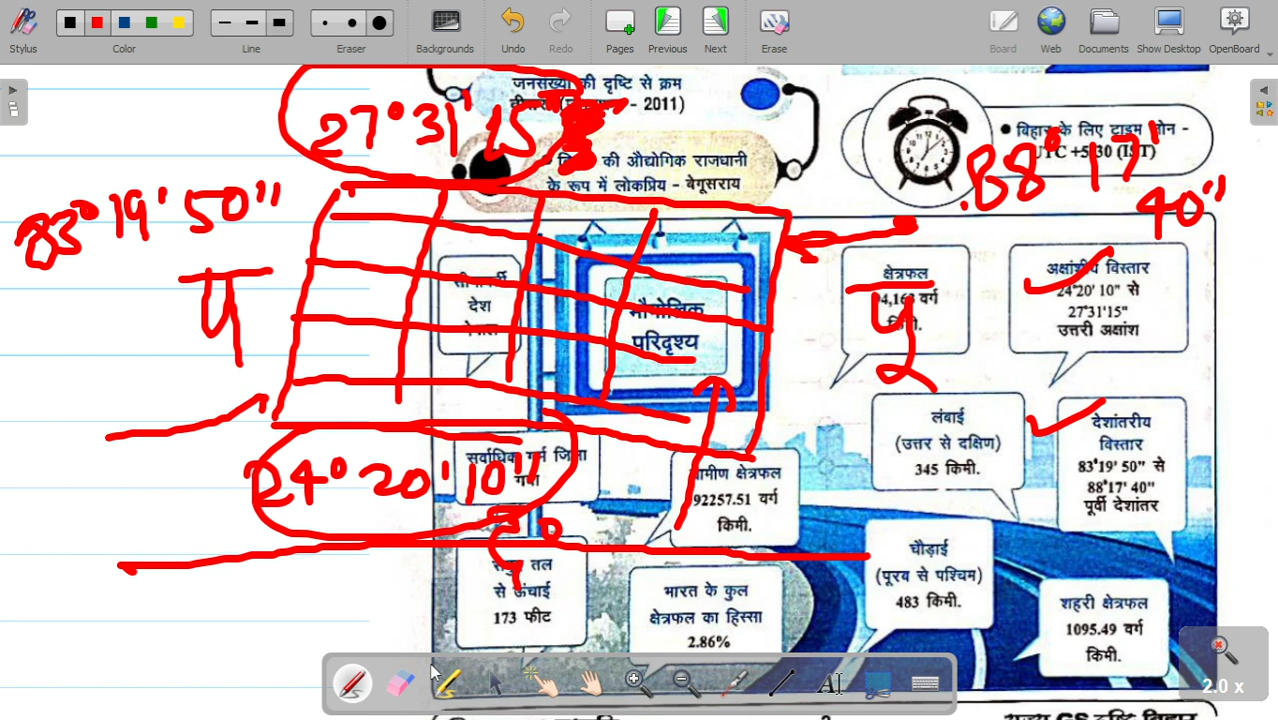 Stylus
Color
Line
Eraser
Backgrounds
Undo
Redo
Pages
Previous
Next
Erase
Board
Web
Documents
Show Desktop
OpenBoard
जनसंख्या की दृष्टि से क्रम
- 2011)
की औद्योगिक राजधानी
के रूप में लोकप्रिय - बेगूसराय
• बिहार के लिए टाइम जोन -
UTC +5:30 (IST)
27°31'15"
83°19'50"
88°17'
40"
प
पू
24°20'10"
द०
देश
भौगोलिक
परिदृश्य
क्षेत्रफल
वर्ग
किमी.
अक्षांशीय विस्तार
24°20' 10" से
27°31'15"
उत्तरी अक्षांश
लंबाई
(उत्तर से दक्षिण)
345 किमी.
देशांतरीय
विस्तार
83°19' 50" से
88°17' 40"
पूर्वी देशांतर
सर्वाधिक गर्म जिला
गया
ग्रामीण क्षेत्रफल
92257.51 वर्ग
किमी.
तल
से ऊंचाई
173 फीट
भारत के कुल
क्षेत्रफल का हिस्सा
2.86%
चौड़ाई
(पूरब से पश्चिम)
483 किमी.
शहरी क्षेत्रफल
1095.49 वर्ग
किमी.
2.0 x